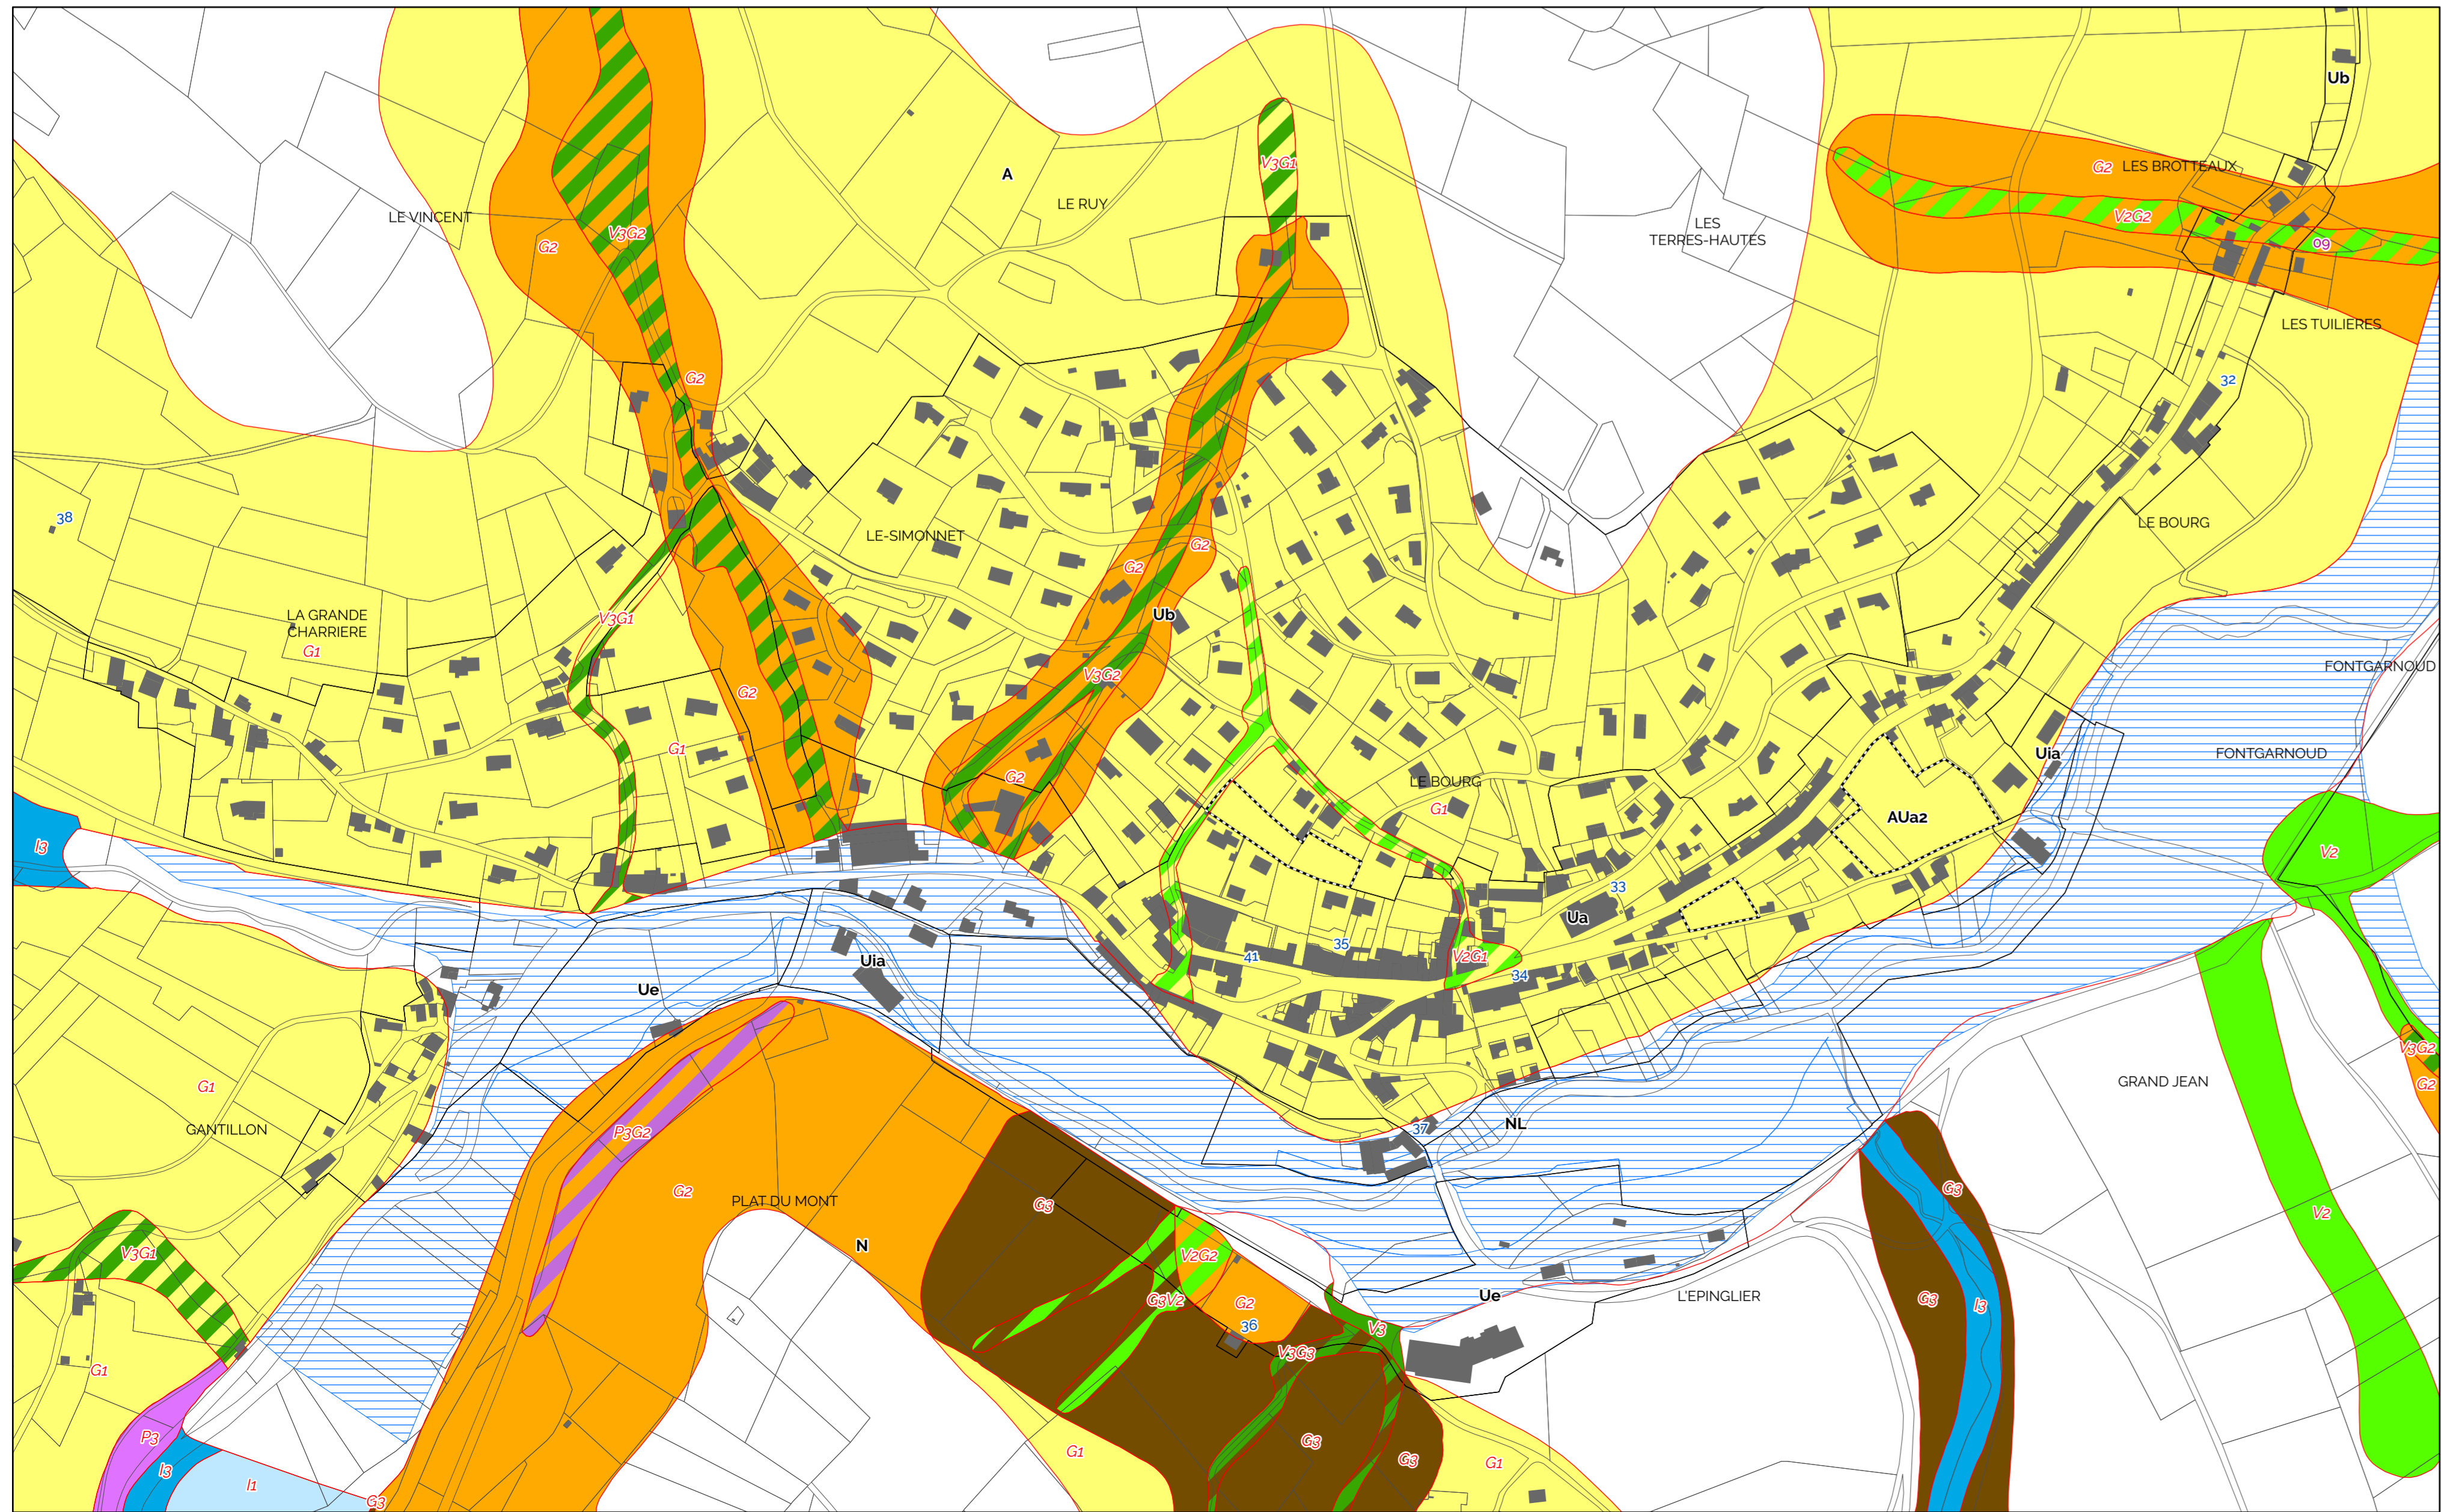 Ub
V3G1
G2
LES BROTTEAUX
A
LE RUY
LE VINCENT
V3G2
G2
LES
TERRES-HAUTES
V2G2
09
LES TUILIERES
G2
32
38
LE-SIMONNET
G2
G2
LE BOURG
LA GRANDE
CHARRIERE
G1
V3G1
Ub
FONTGARNOUD
V3G2
G2
G1
G2
Uia
FONTGARNOUD
LE BOURG
G1
AUa2
I3
V2
33
Ua
35
41
V2G1
34
Uia
Ue
V3G2
G2
G1
GANTILLON
P3G2
GRAND JEAN
37
NL
G2
PLAT DU MONT
G3
G3
V2
N
V3G1
V2G2
G3V2
G2
Ue
L'EPINGLIER
G3
I3
36
V3
V3G3
G1
P3
I3
I1
G3
G1
G3
G3
G1